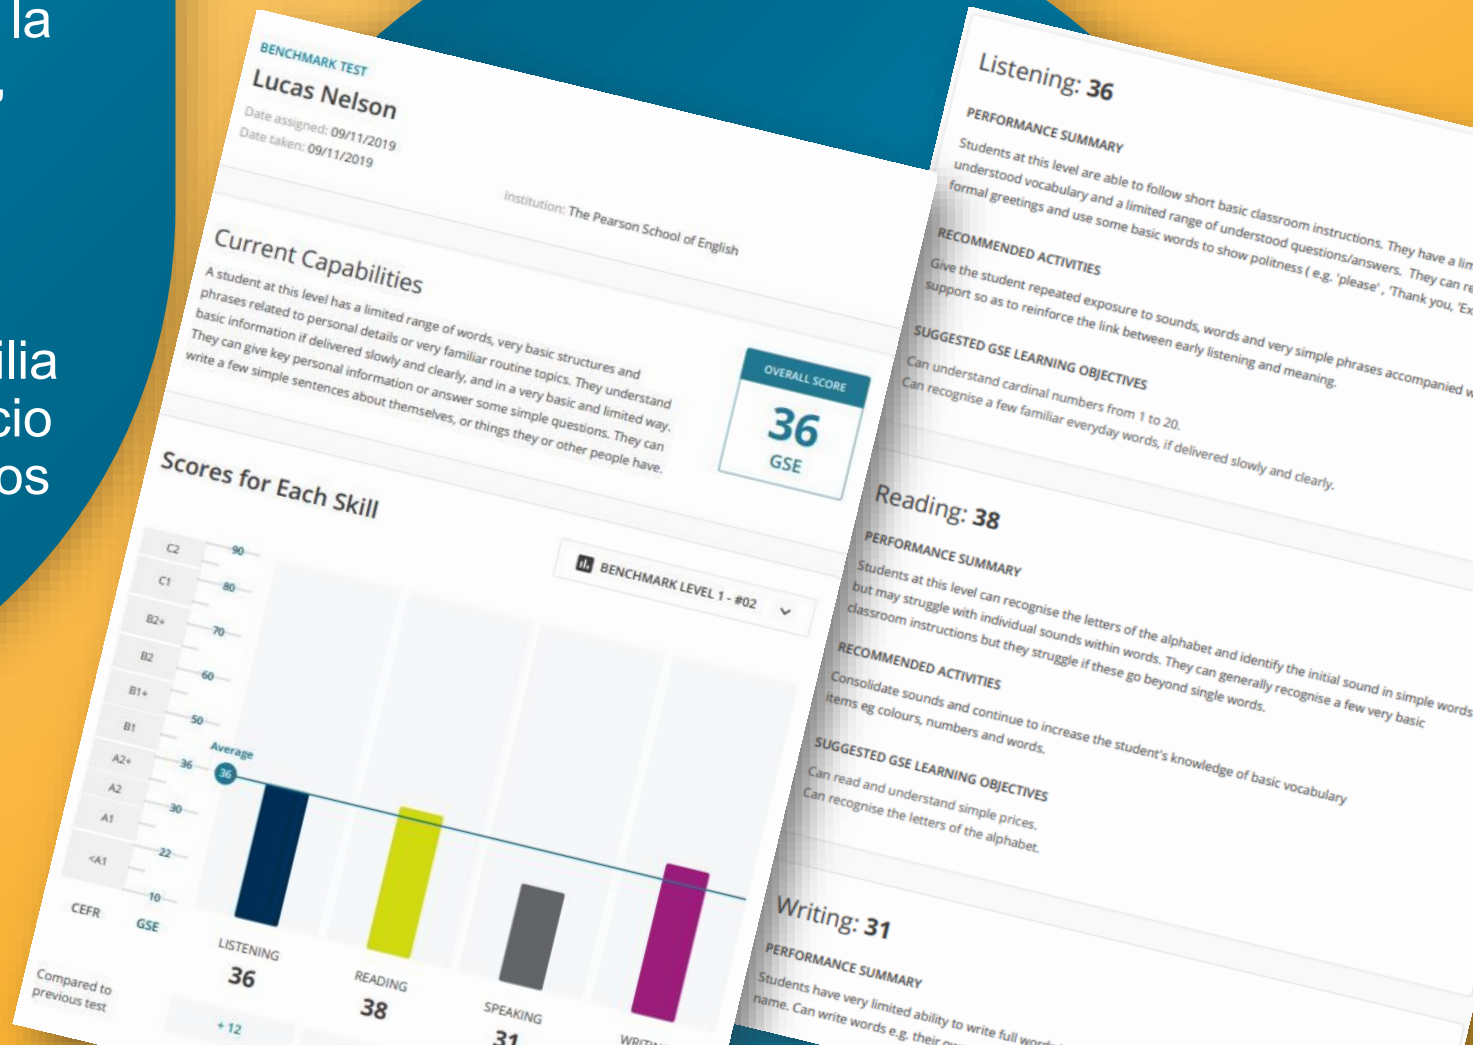 la
,
ilia
cio
os
BENCHMARK TEST
Lucas Nelson
Date assigned: 09/11/2019
Date taken: 09/11/2019
Institution: The Pearson School of English
Current Capabilities
A student at this level has a limited range of words, very basic structures and
phrases related to personal details or very familiar routine topics. They understand
basic information if delivered slowly and clearly, and in a very basic and limited way.
They can give key personal information or answer some simple questions. They can
write a few simple sentences about themselves, or things they or other people have.
OVERALL SCORE
36
GSE
Scores for Each Skill
BENCHMARK LEVEL 1 - #02
C2
C1
B2+
B2
B1+
B1
A2+
A2
A1
<A1
CEFR
90
80
70
60
50
36
30
22
10
GSE
Average
36
LISTENING
36
READING
38
SPEAKING
31
Compared to
previous test
+ 12
Listening: 36
PERFORMANCE SUMMARY
Students at this level are able to follow short basic classroom instructions. They have a lim
understood vocabulary and a limited range of understood questions/answers. They can re
formal greetings and use some basic words to show politness ( e.g. 'please' , 'Thank you, 'Ex
RECOMMENDED ACTIVITIES
Give the student repeated exposure to sounds, words and very simple phrases accompanied w
support so as to reinforce the link between early listening and meaning.
SUGGESTED GSE LEARNING OBJECTIVES
Can understand cardinal numbers from 1 to 20.
Can recognise a few familiar everyday words, if delivered slowly and clearly.
Reading: 38
PERFORMANCE SUMMARY
Students at this level can recognise the letters of the alphabet and identify the initial sound in simple words
but may struggle with individual sounds within words. They can generally recognise a few very basic
classroom instructions but they struggle if these go beyond single words.
RECOMMENDED ACTIVITIES
Consolidate sounds and continue to increase the student's knowledge of basic vocabulary
items eg colours, numbers and words.
SUGGESTED GSE LEARNING OBJECTIVES
Can read and understand simple prices.
Can recognise the letters of the alphabet.
Writing: 31
PERFORMANCE SUMMARY
Students have very limited ability to write full words
name. Can write words e.g. their